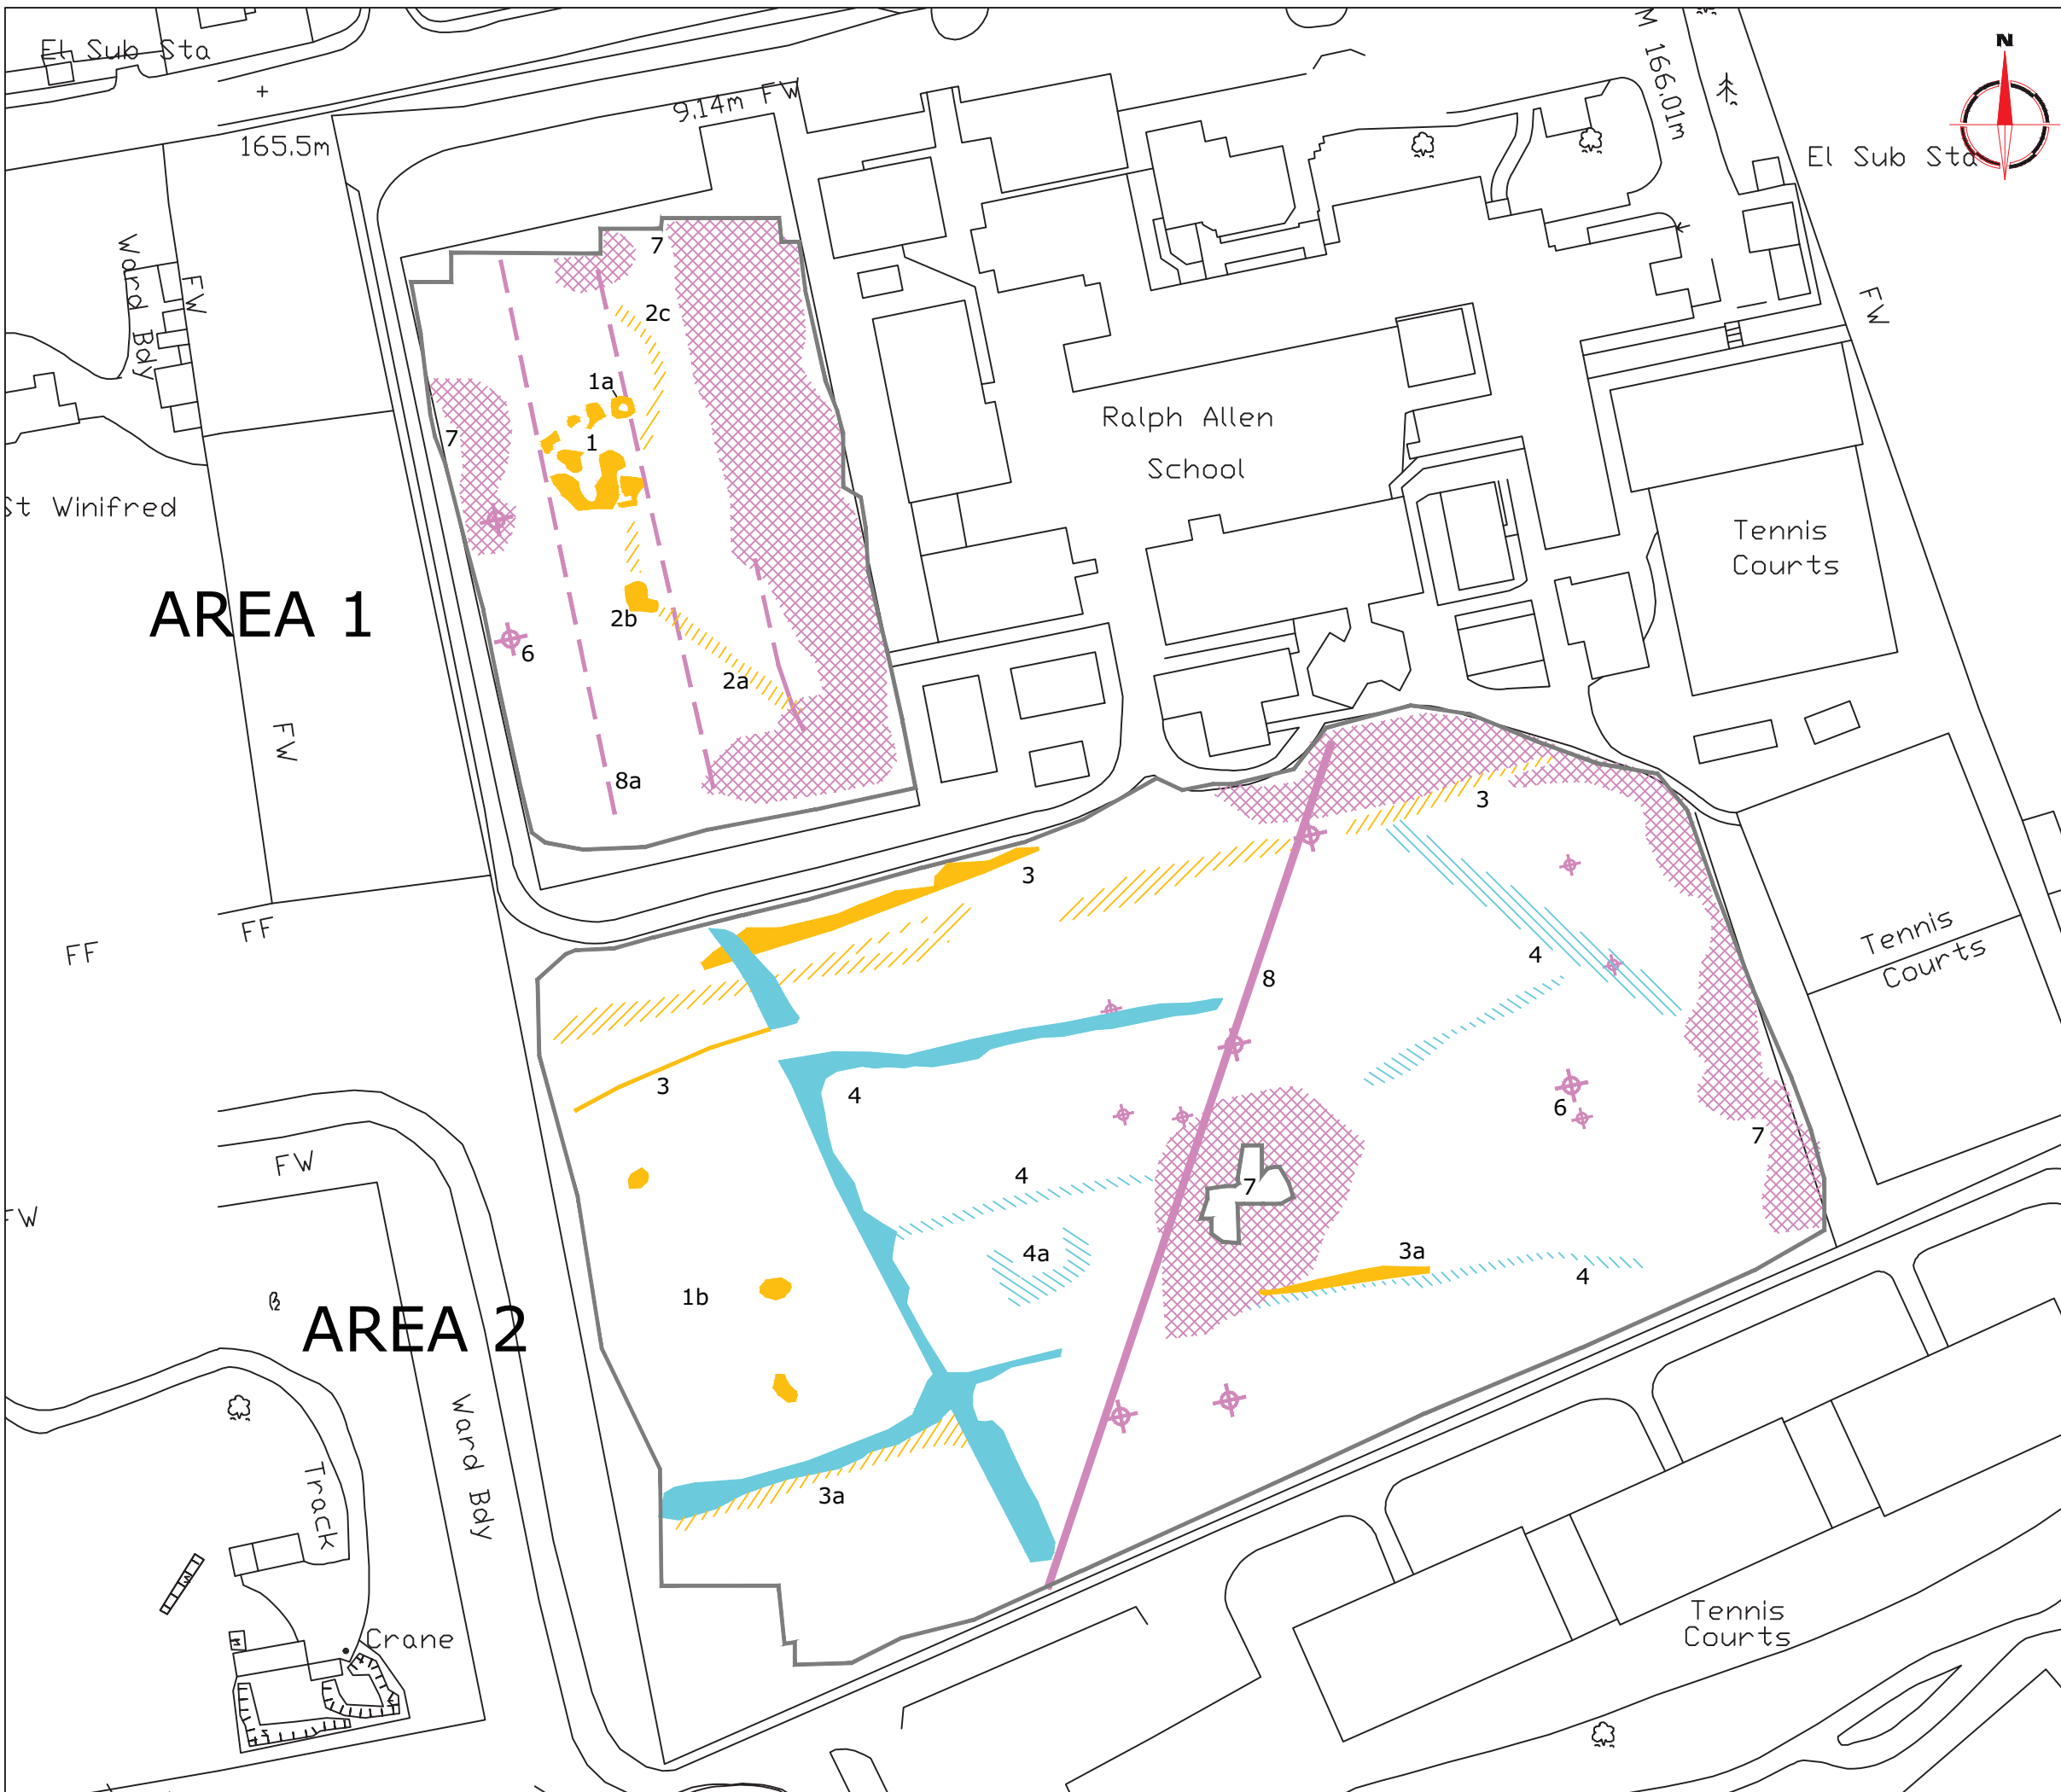 El Sub Sta
165.5m
9.14m FW
M 166.01m
N
El Sub Sta
Ward Bdy
FW
FW
7
2c
1a
1
7
Ralph Allen
School
St Winifred
Tennis
Courts
AREA 1
2b
6
2a
FW
8a
3
3
FF
FF
4
8
Tennis
Courts
3
4
6
7
FW
4
7
FW
4a
3a
4
1b
AREA 2
Ward Bdy
3a
Track
Crane
Tennis
Courts